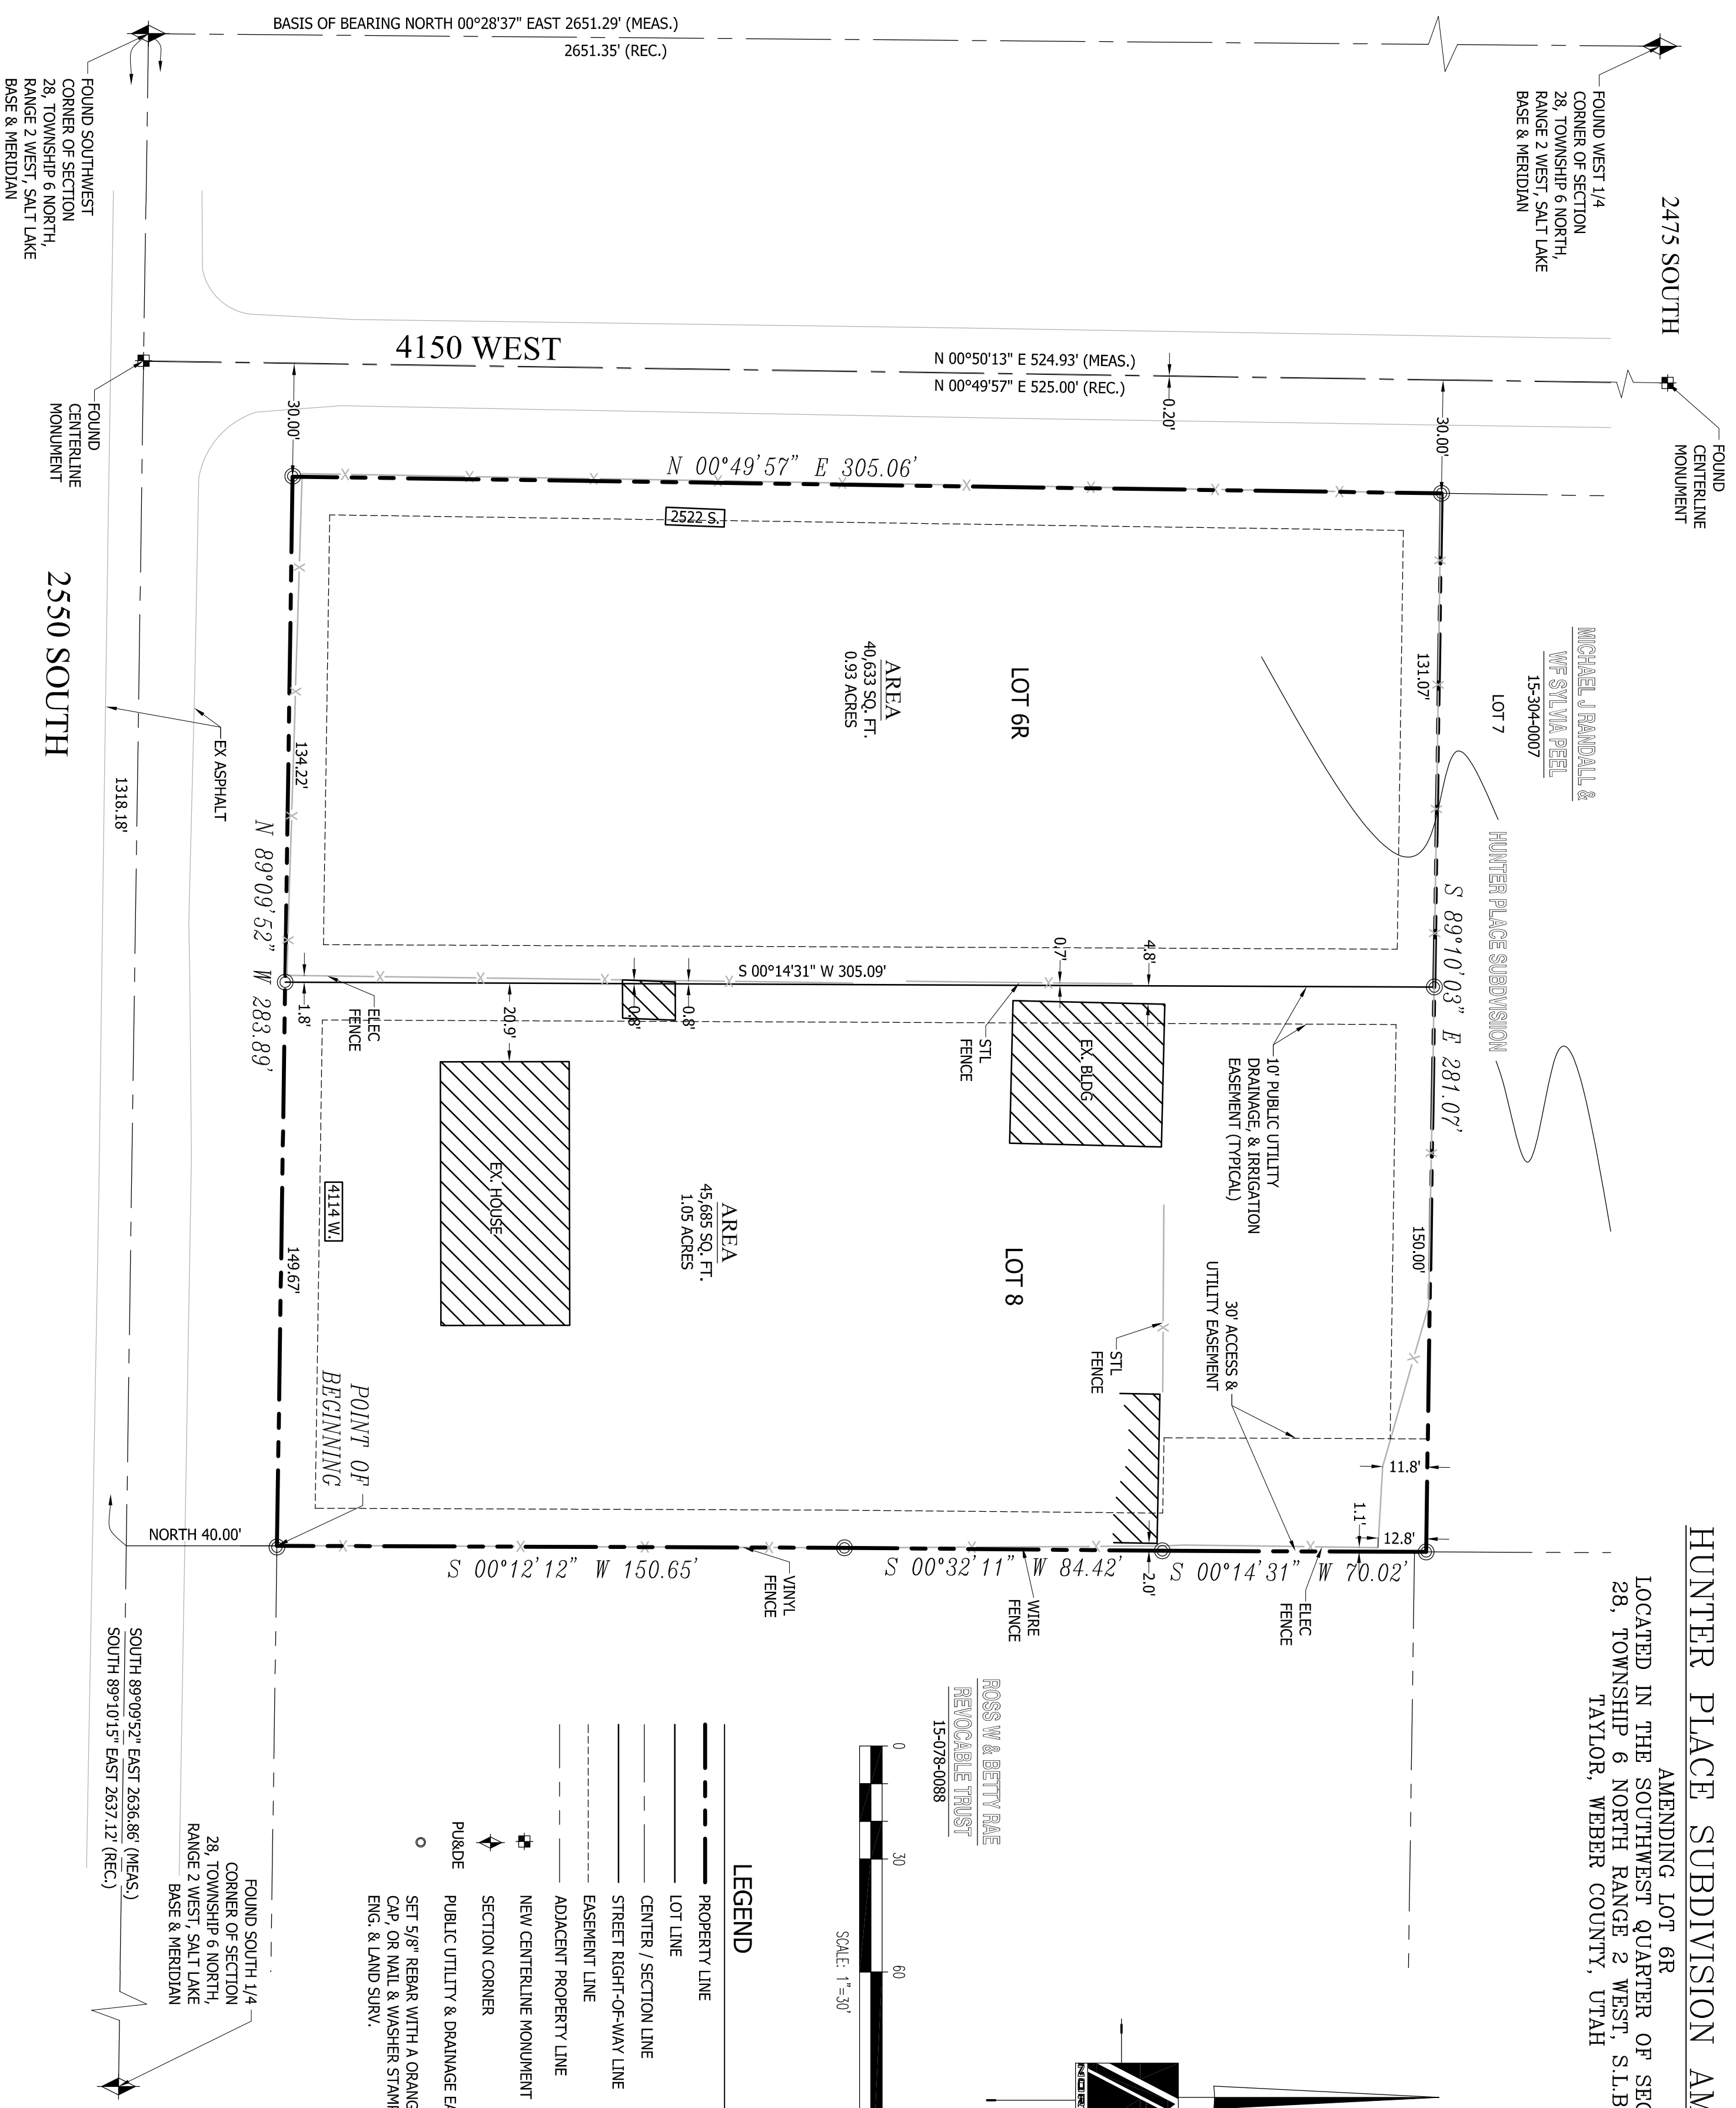 HUNTER PLACE SUBDIVISION AM
AMENDING LOT 6R
LOCATED IN THE SOUTHWEST QUARTER OF SEC
28, TOWNSHIP 6 NORTH RANGE 2 WEST, S.L.B
TAYLOR, WEBER COUNTY, UTAH
2475 SOUTH
FOUND WEST 1/4
CORNER OF SECTION
28, TOWNSHIP 6 NORTH,
RANGE 2 WEST, SALT LAKE
BASE & MERIDIAN
FOUND
CENTERLINE
MONUMENT
BASIS OF BEARING NORTH 00°28'37" EAST 2651.29' (MEAS.)
2651.35' (REC.)
4150 WEST
N 00°50'13" E 524.93' (MEAS.)
N 00°49'57" E 525.00' (REC.)
0.20'
30.00'
30.00'
N 00°49'57" E 305.06'
2522 S.
MICHAEL J RANDALL &
WF SYLVIA PEEL
15-304-0007
LOT 7
HUNTER PLACE SUBDIVISION
131.07'
S 89°10'03" E 281.07'
150.00'
LOT 6R
AREA
40,633 SQ. FT.
0.93 ACRES
S 00°14'31" W 305.09'
4.8'
0.7'
0.8'
0.8'
20.9'
1.8'
ELEC
FENCE
STL
FENCE
EX. BLDG
10' PUBLIC UTILITY
DRAINAGE, & IRRIGATION
EASEMENT (TYPICAL)
30' ACCESS &
UTILITY EASEMENT
STL
FENCE
LOT 8
AREA
45,685 SQ. FT.
1.05 ACRES
EX. HOUSE
4114 W.
POINT OF
BEGINNING
11.8'
12.8'
1.1'
2.0'
S 00°14'31" W 70.02'
S 00°32'11" W 84.42'
S 00°12'12" W 150.65'
ELEC
FENCE
WIRE
FENCE
VINYL
FENCE
134.22'
N 89°09'52" W 283.89'
149.67'
EX ASPHALT
NORTH 40.00'
1318.18'
2550 SOUTH
FOUND SOUTHWEST
CORNER OF SECTION
28, TOWNSHIP 6 NORTH,
RANGE 2 WEST, SALT LAKE
BASE & MERIDIAN
FOUND
CENTERLINE
MONUMENT
SOUTH 89°09'52" EAST 2636.86' (MEAS.)
SOUTH 89°10'15" EAST 2637.12' (REC.)
FOUND SOUTH 1/4
CORNER OF SECTION
28, TOWNSHIP 6 NORTH,
RANGE 2 WEST, SALT LAKE
BASE & MERIDIAN
ROSS W & BETTY RAE
REVOCABLE TRUST
15-078-0088
0 30 60
SCALE: 1"=30'
LEGEND
PROPERTY LINE
LOT LINE
CENTER / SECTION LINE
STREET RIGHT-OF-WAY LINE
EASEMENT LINE
ADJACENT PROPERTY LINE
NEW CENTERLINE MONUMENT
SECTION CORNER
PU&DE PUBLIC UTILITY & DRAINAGE EA
SET 5/8" REBAR WITH A ORANG
CAP, OR NAIL & WASHER STAMP
ENG. & LAND SURV.